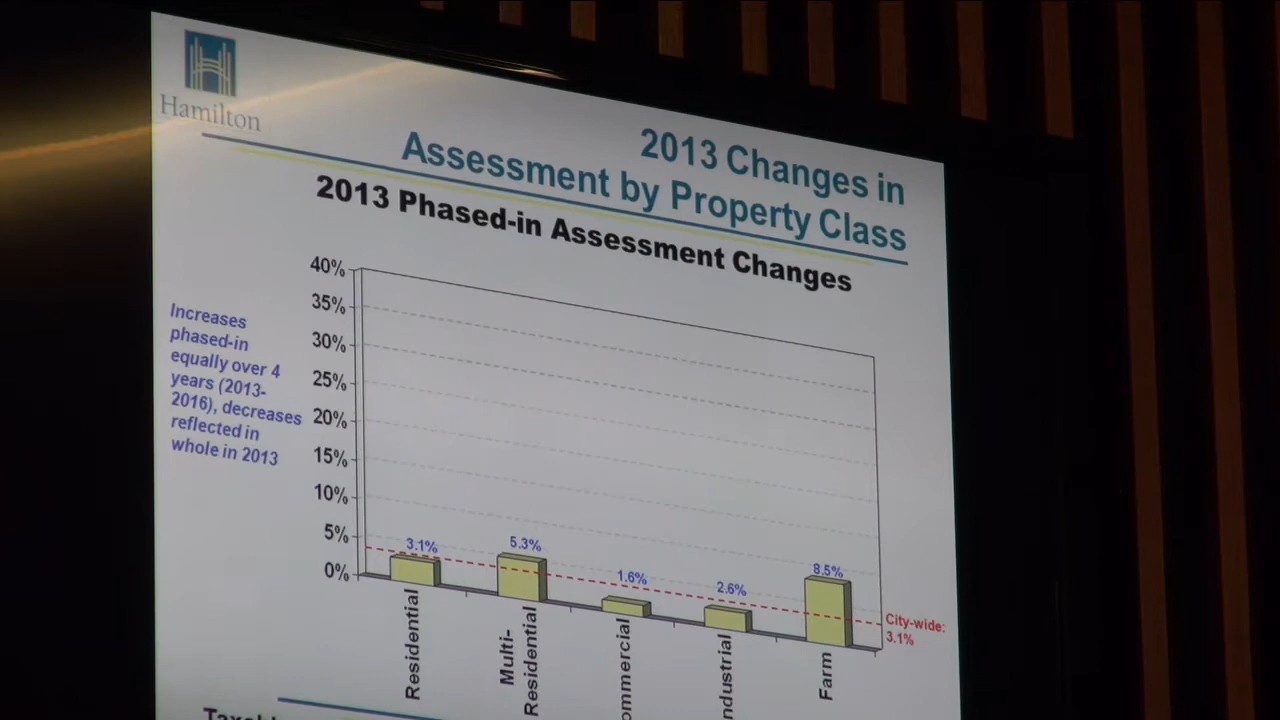 Hamilton
2013 Changes in
Assessment by Property Class
2013 Phased-in Assessment Changes
Increases
phased-in
equally over 4
years (2013-
2016), decreases
reflected in
whole in 2013
40%
35%
30%
25%
20%
15%
10%
5%
0%
3.1%
5.3%
1.6%
2.6%
8.5%
City-wide:
3.1%
Residential
Multi-
Residential
ommercial
ndustrial
Farm